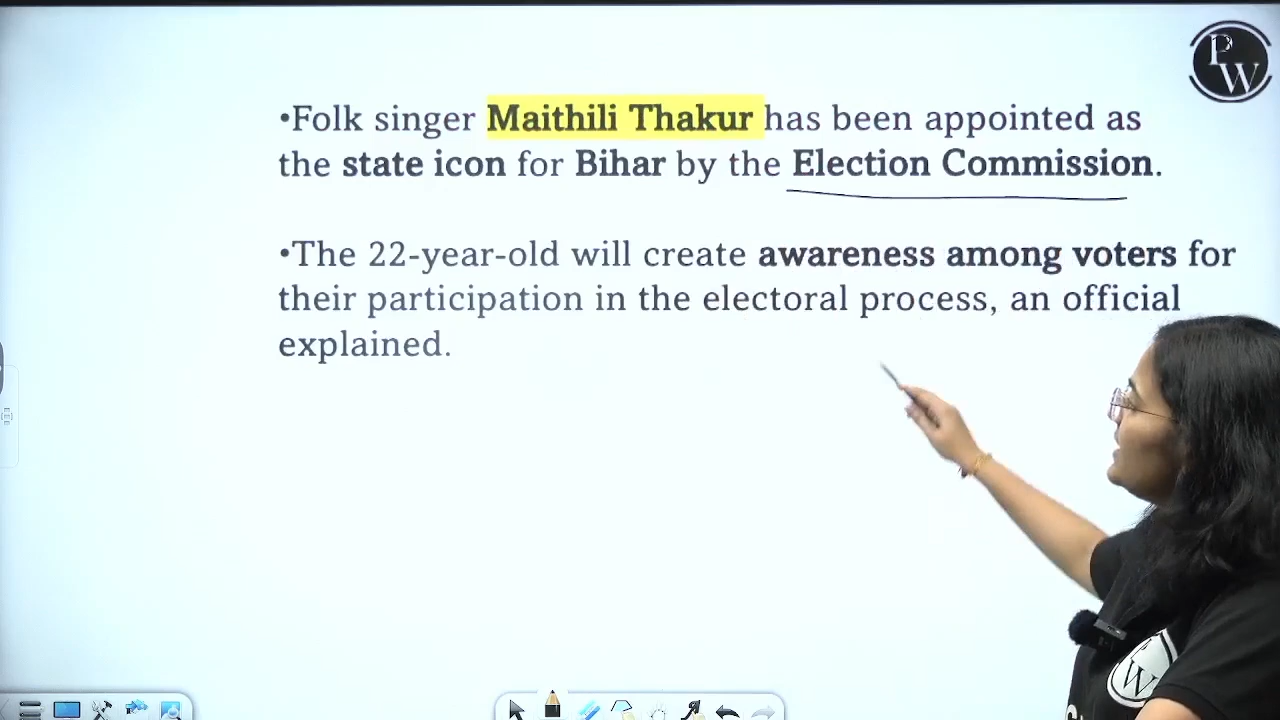 PW
•Folk singer Maithili Thakur has been appointed as
the state icon for Bihar by the Election Commission.
•The 22-year-old will create awareness among voters for
their participation in the electoral process, an official
explained.
W